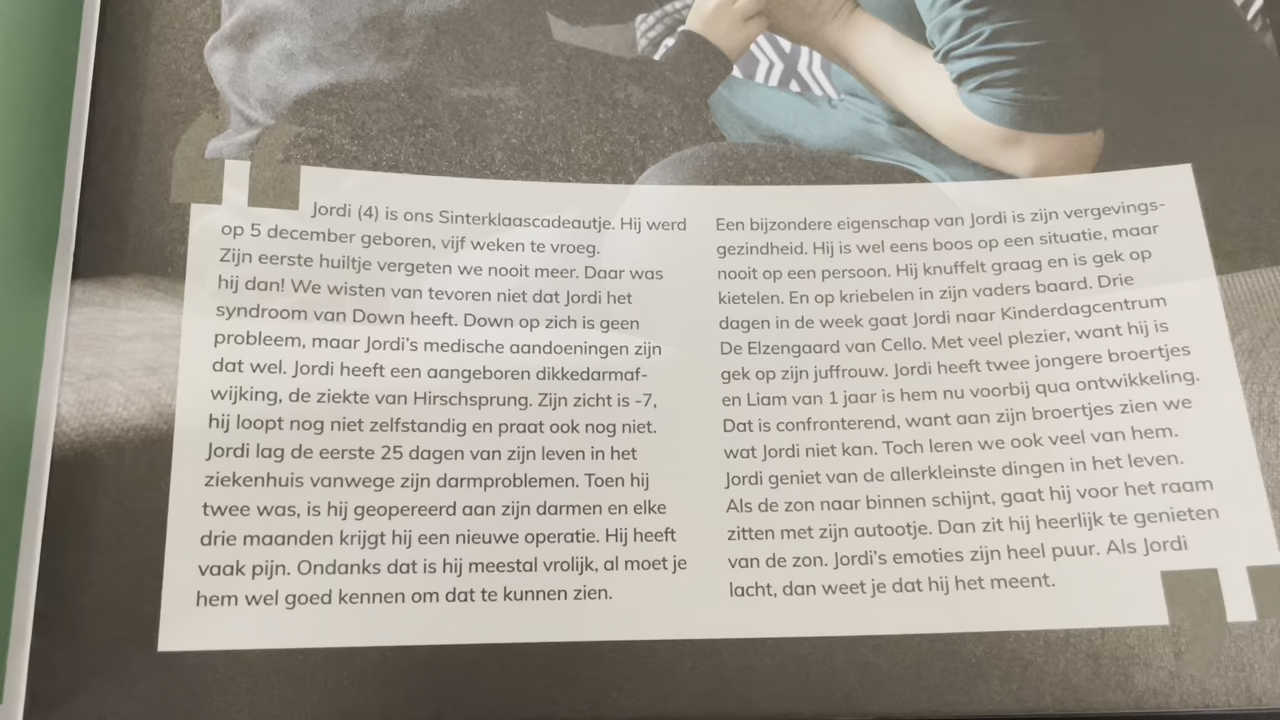 Jordi (4) is ons Sinterklaascadeautje. Hij werd
op 5 december geboren, vijf weken te vroeg.
Zijn eerste huiltje vergeten we nooit meer. Daar was
hij dan! We wisten van tevoren niet dat Jordi het
syndroom van Down heeft. Down op zich is geen
probleem, maar Jordi's medische aandoeningen zijn
dat wel. Jordi heeft een aangeboren dikkedarmaf-
wijking, de ziekte van Hirschsprung. Zijn zicht is -7,
hij loopt nog niet zelfstandig en praat ook nog niet.
Jordi lag de eerste 25 dagen van zijn leven in het
ziekenhuis vanwege zijn darmproblemen. Toen hij
twee was, is hij geopereerd aan zijn darmen en elke
drie maanden krijgt hij een nieuwe operatie. Hij heeft
vaak pijn. Ondanks dat is hij meestal vrolijk, al moet je
hem wel goed kennen om dat te kunnen zien.
Een bijzondere eigenschap van Jordi is zijn vergevings-
gezindheid. Hij is wel eens boos op een situatie, maar
nooit op een persoon. Hij knuffelt graag en is gek op
kietelen. En op kriebelen in zijn vaders baard. Drie
dagen in de week gaat Jordi naar Kinderdagcentrum
De Elzengaard van Cello. Met veel plezier, want hij is
gek op zijn juffrouw. Jordi heeft twee jongere broertjes
en Liam van 1 jaar is hem nu voorbij qua ontwikkeling.
Dat is confronterend, want aan zijn broertjes zien we
wat Jordi niet kan. Toch leren we ook veel van hem.
Jordi geniet van de allerkleinste dingen in het leven.
Als de zon naar binnen schijnt, gaat hij voor het raam
zitten met zijn autootje. Dan zit hij heerlijk te genieten
van de zon. Jordi's emoties zijn heel puur. Als Jordi
lacht, dan weet je dat hij het meent.